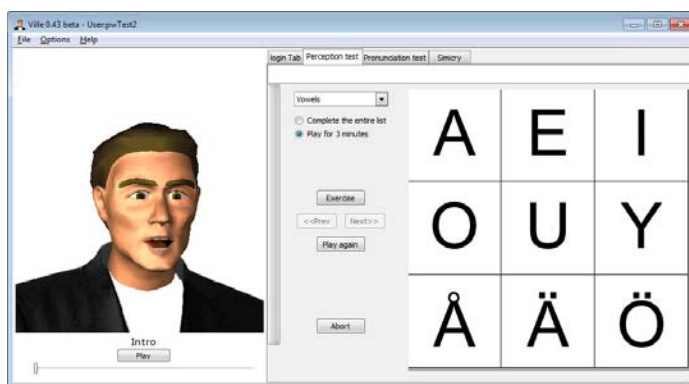 Ville 0.43 beta - User:pwTest2
File Options Help
login Tab Perception test Pronunciation test Simicry
Vowels
Complete the entire list
Play for 3 minutes
Exercise
<<Prev Next>>
Play again
Abort
A E I
O U Y
Å Ä Ö
Intro
Play